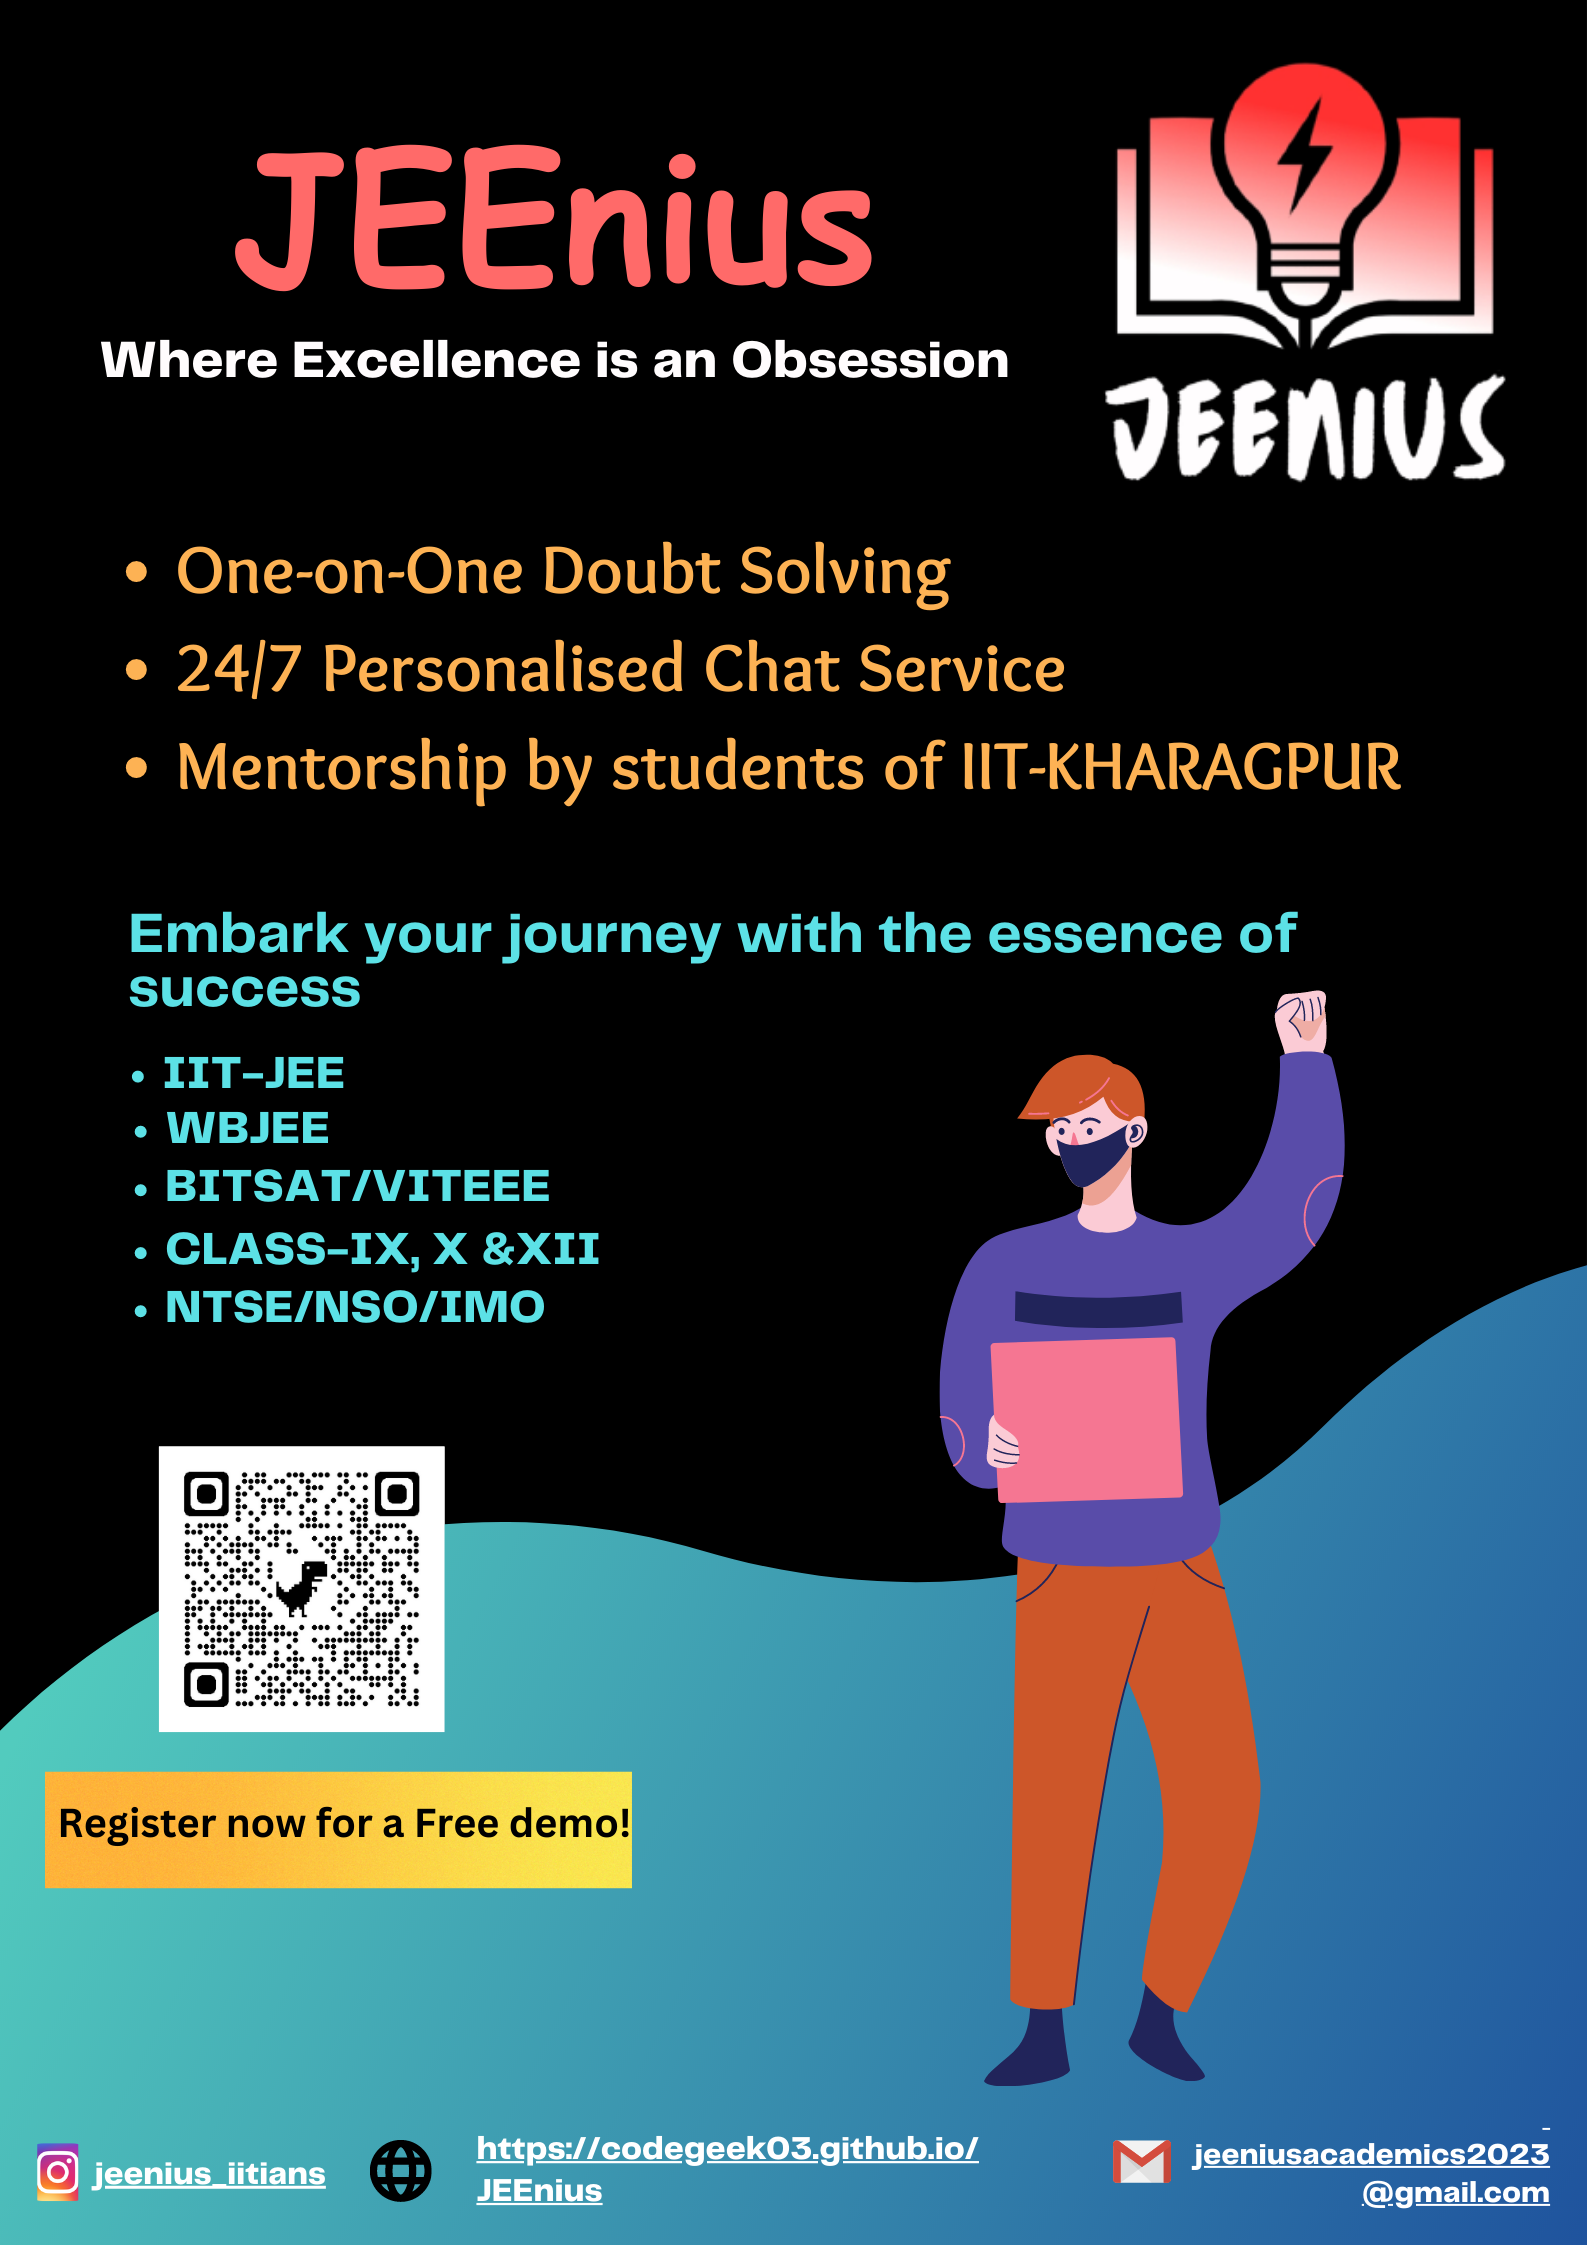 JEEnius
Where Excellence is an Obsession
JEENIUS
• One-on-One Doubt Solving
• 24/7 Personalised Chat Service
• Mentorship by students of IIT-KHARAGPUR
Embark your journey with the essence of
success
• IIT-JEE
• WBJEE
• BITSAT/VITEEE
• CLASS-IX, X &XII
• NTSE/NSO/IMO
Register now for a Free demo!
jeenius_iitians
https://codegeek03.github.io/
JEEnius
jeeniusacademics2023
@gmail.com